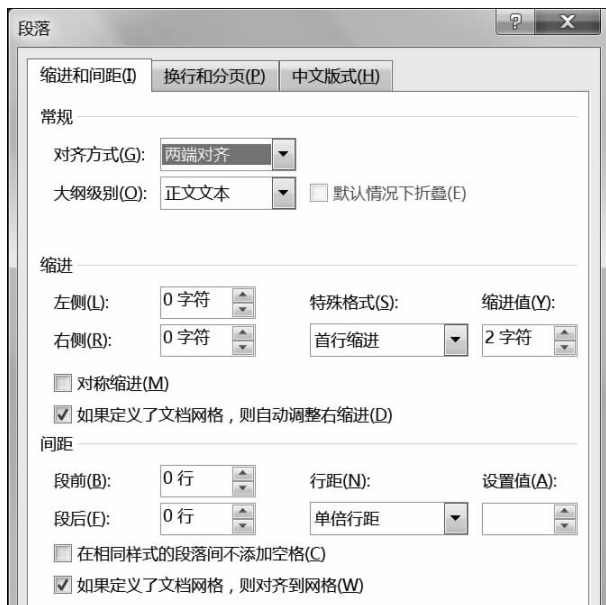 段落
缩进和间距(I) 换行和分页(P) 中文版式(H)
常规
对齐方式(G): 两端对齐
大纲级别(O): 正文文本 默认情况下折叠(E)
缩进
左侧(L): 0 字符 特殊格式(S): 缩进值(Y):
右侧(R): 0 字符 首行缩进 2 字符
对称缩进(M)
如果定义了文档网格，则自动调整右缩进(D)
间距
段前(B): 0 行 行距(N): 设置值(A):
段后(F): 0 行 单倍行距
在相同样式的段落间不添加空格(C)
如果定义了文档网格，则对齐到网格(W)